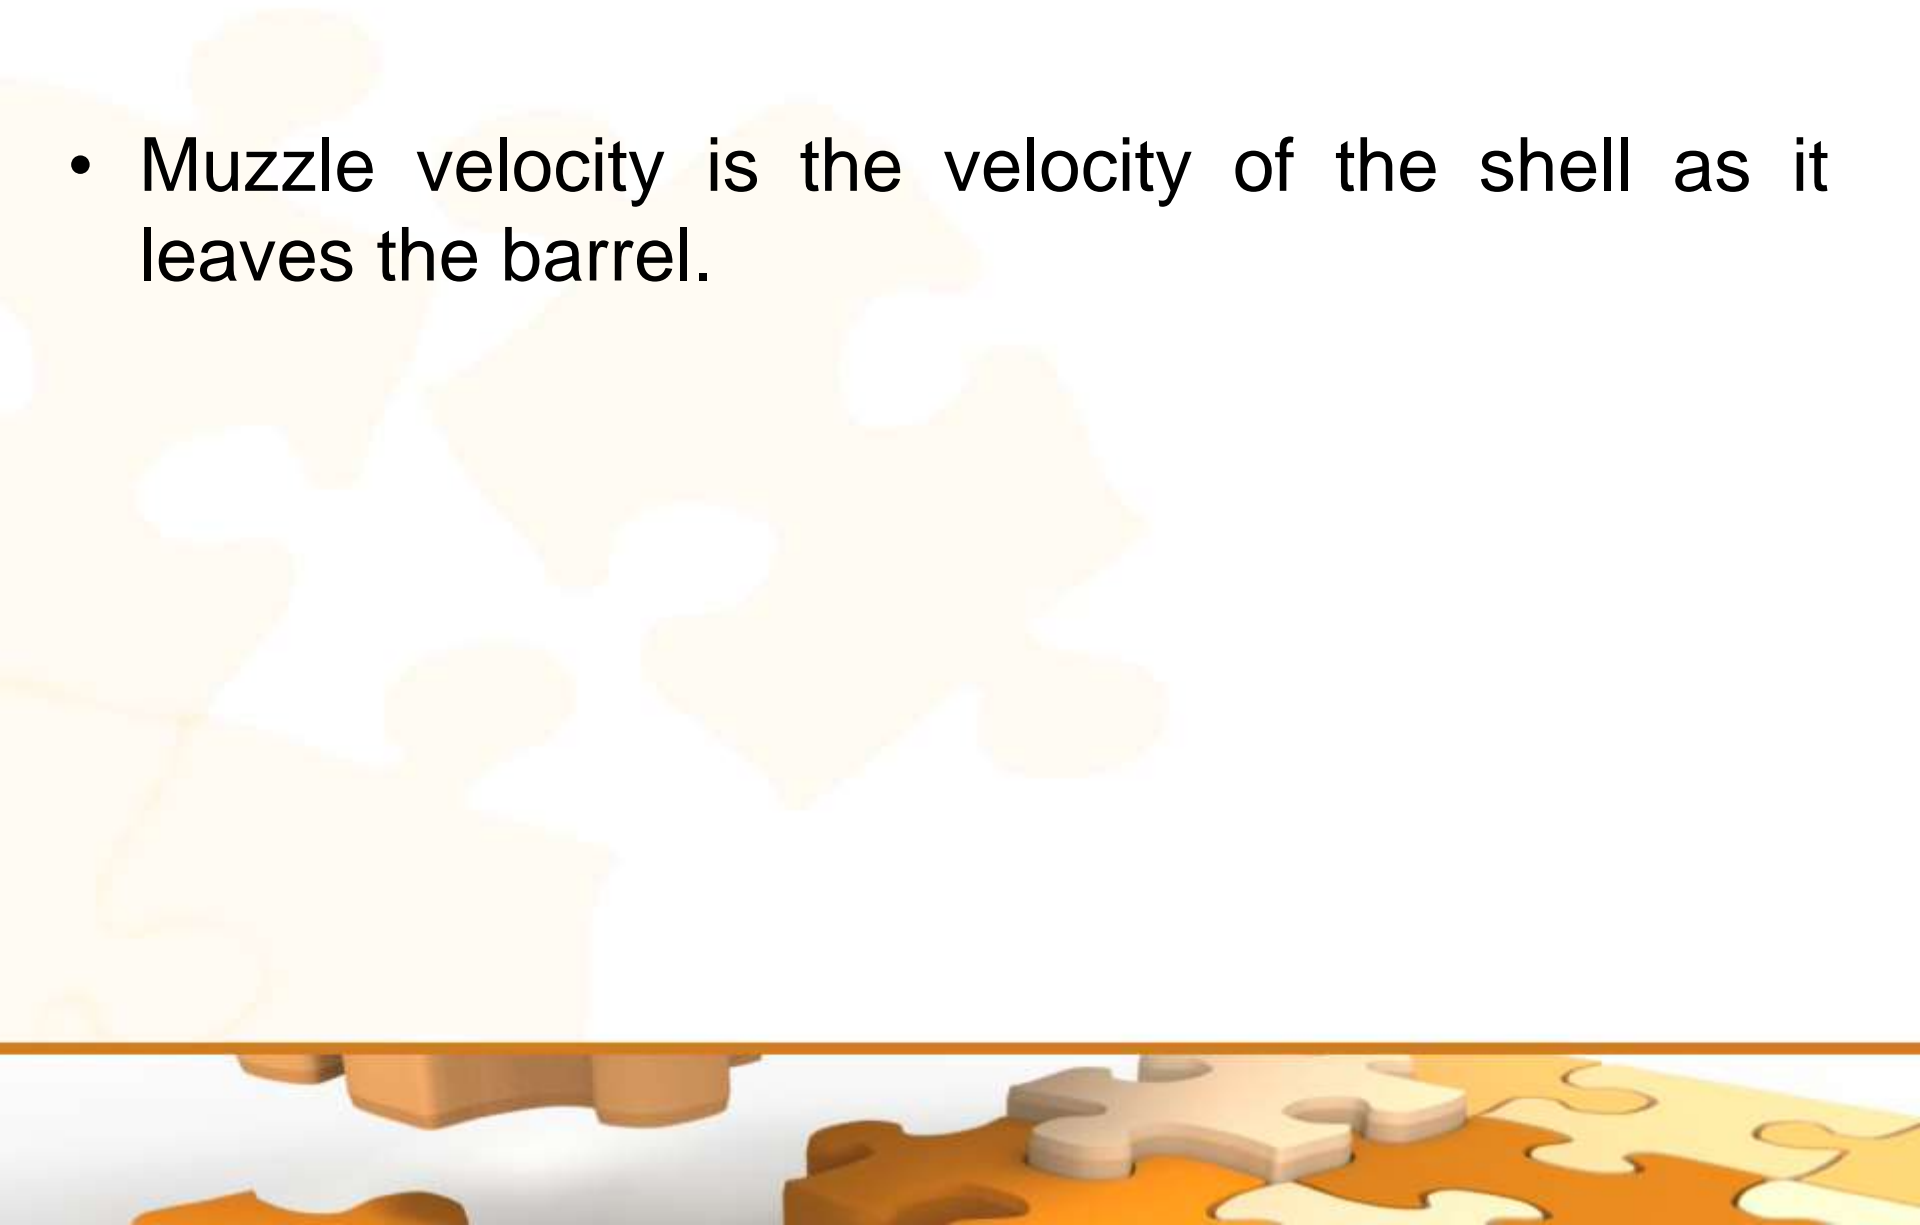 • Muzzle velocity is the velocity of the shell as it
leaves the barrel.